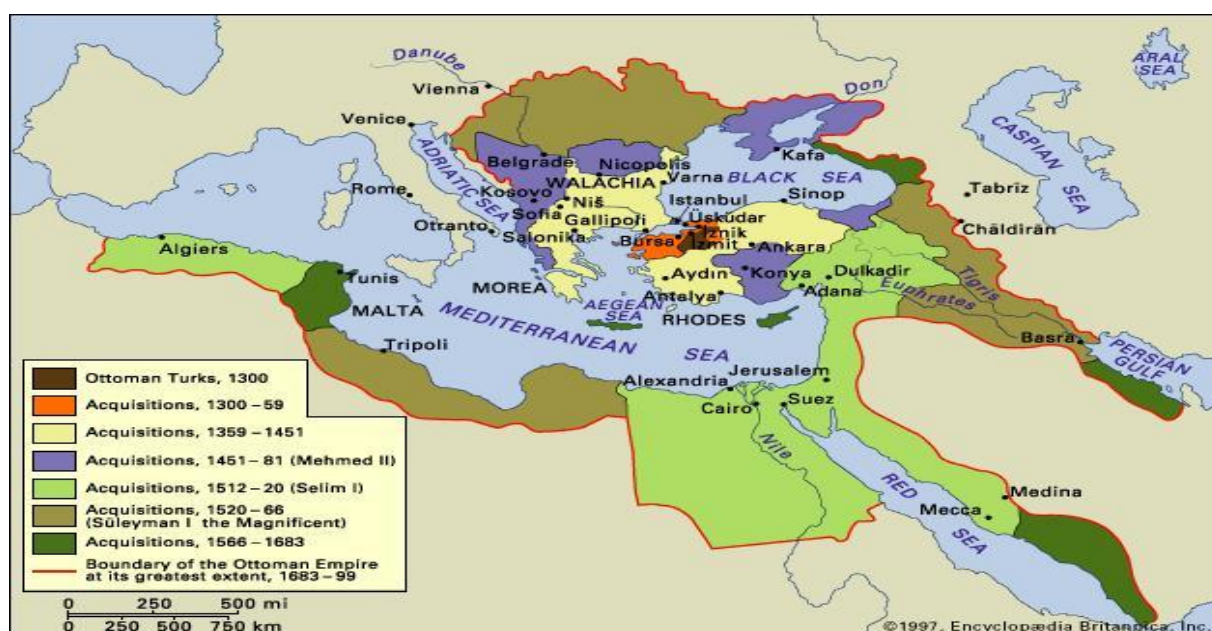 Danube
Vienna
Venice
ADRIATIC SEA
Belgrade
Nicopolis
WALACHIA
Varna
Kosovo
Niš
Sofia
Rome
Otranto
Salonika
Gallipoli
Istanbul
Üsküdar
İznik
İzmit
Bursa
Ankara
BLACK SEA
Sinop
Kafa
Don
ARAL
SEA
CASPIAN
SEA
Tabrīz
Chāldirān
Algiers
Tunis
MALTA
MOREA
AEGEAN
SEA
Aydın
Antalya
Konya
Adana
Dulkadir
RHODES
Euphrates
Tigris
MEDITERRANEAN SEA
Tripoli
Alexandria
Jerusalem
Cairo
Suez
Nile
Basra
PERSIAN
GULF
RED
SEA
Medina
Mecca
Ottoman Turks, 1300
Acquisitions, 1300–59
Acquisitions, 1359–1451
Acquisitions, 1451–81 (Mehmed II)
Acquisitions, 1512–20 (Selim I)
Acquisitions, 1520–66
(Süleyman I the Magnificent)
Acquisitions, 1566–1683
Boundary of the Ottoman Empire
at its greatest extent, 1683–99
0 250 500 mi
0 250 500 750 km
©1997, Encyclopædia Britannica, Inc.